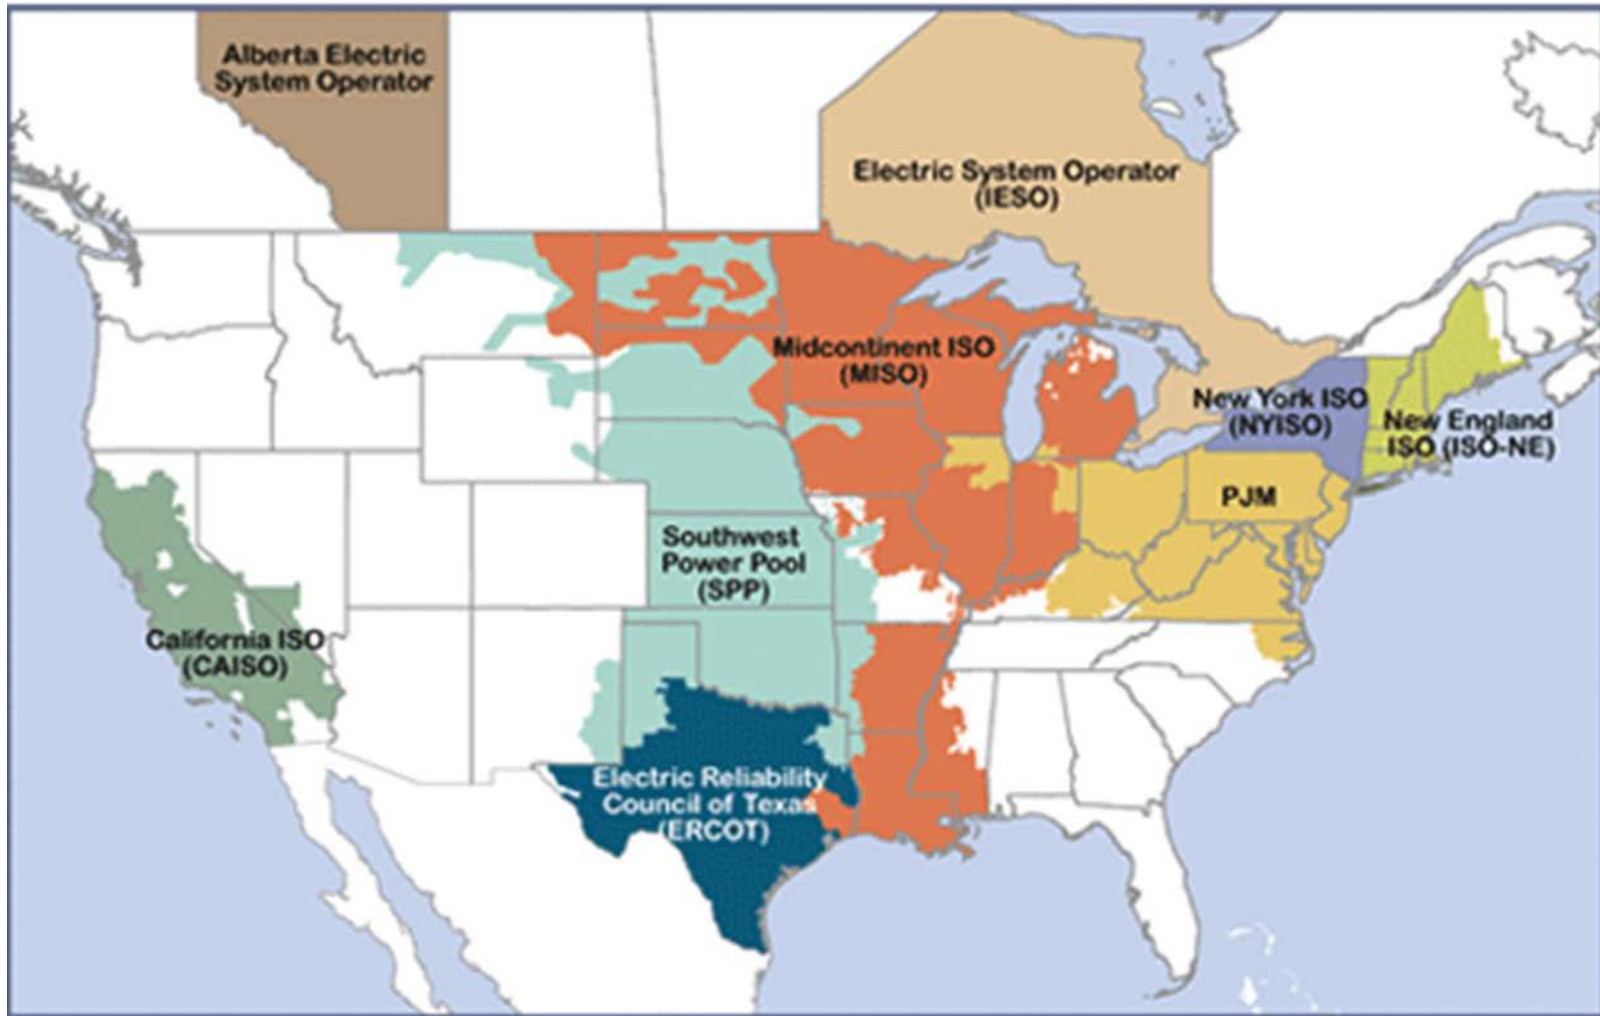 Alberta Electric
System Operator
Electric System Operator
(IESO)
Midcontinent ISO
(MISO)
New York ISO
(NYISO)
New England
ISO (ISO-NE)
PJM
Southwest
Power Pool
(SPP)
California ISO
(CAISO)
Electric Reliability
Council of Texas
(ERCOT)